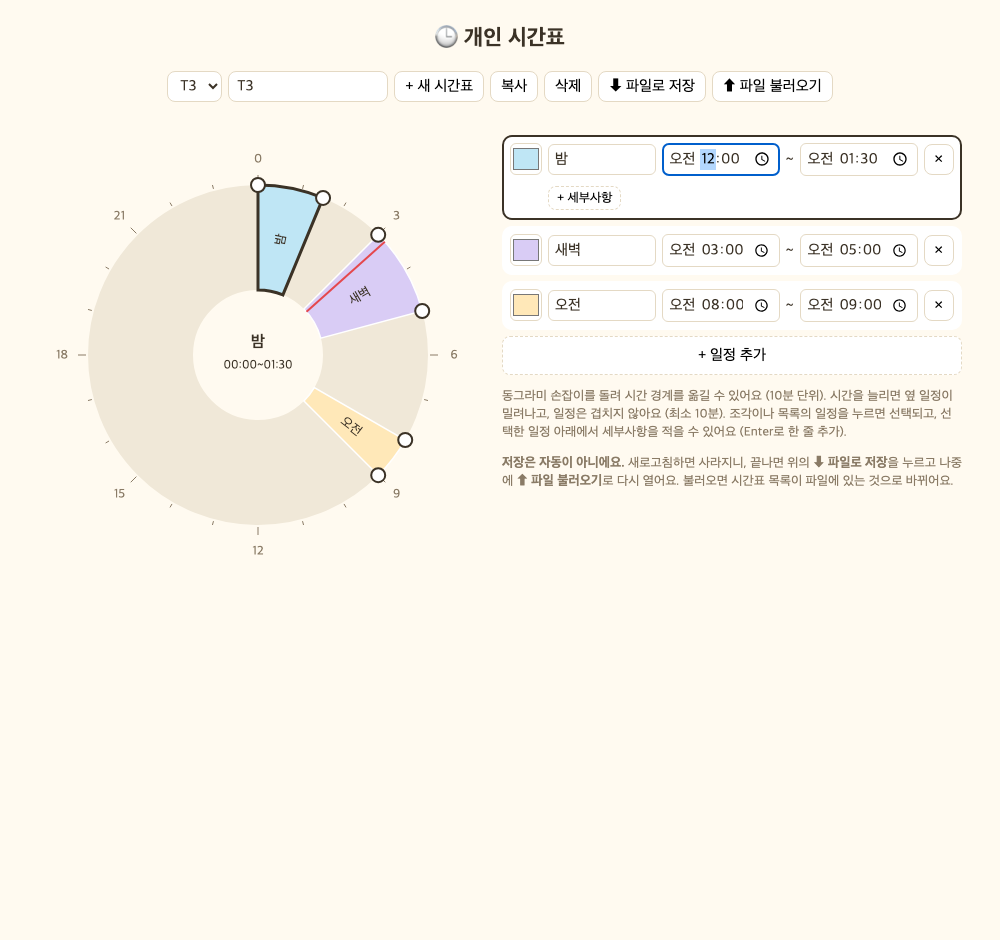 🕒 개인 시간표
T3 T3 + 새 시간표 복사 삭제 ⬇ 파일로 저장 ⬆ 파일 불러오기
0
3
6
9
12
15
18
21
밤
새벽
오전
밤
00:00~01:30
밤 오전 12:00 ~ 오전 01:30 ×
+ 세부사항
새벽 오전 03:00 ~ 오전 05:00 ×
오전 오전 08:00 ~ 오전 09:00 ×
+ 일정 추가
동그라미 손잡이를 돌려 시간 경계를 옮길 수 있어요 (10분 단위). 시간을 늘리면 옆 일정이
밀려나고, 일정은 겹치지 않아요 (최소 10분). 조각이나 목록의 일정을 누르면 선택되고, 선
택한 일정 아래에서 세부사항을 적을 수 있어요 (Enter로 한 줄 추가).
저장은 자동이 아니에요. 새로고침하면 사라지니, 끝나면 위의 ⬇ 파일로 저장을 누르고 나중
에 ⬆ 파일 불러오기로 다시 열어요. 불러오면 시간표 목록이 파일에 있는 것으로 바뀌어요.